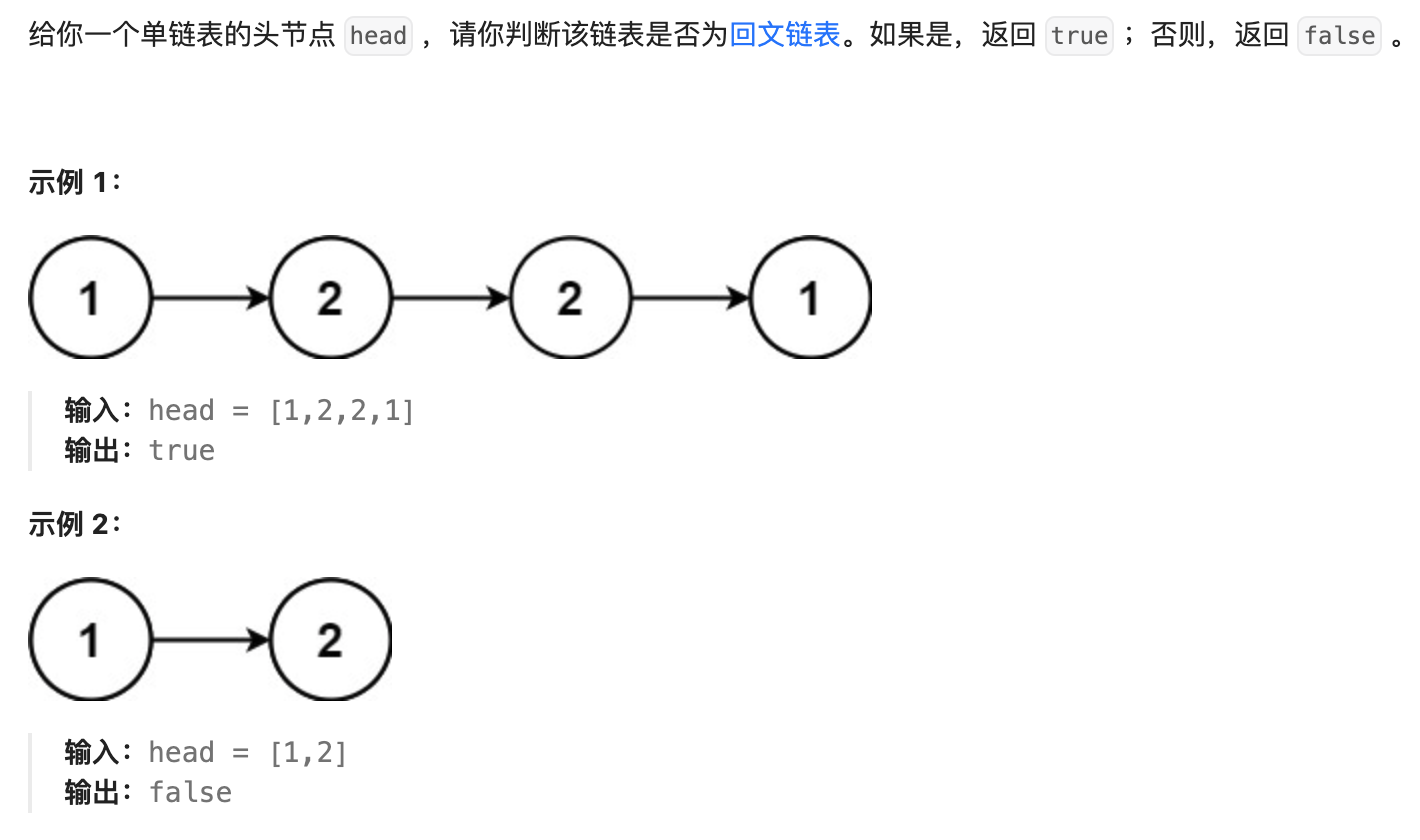 给你一个单链表的头节点 head ，请你判断该链表是否为回文链表。如果是，返回 true ；否则，返回 false 。
示例 1：
1 2 2 1
输入：head = [1,2,2,1]
输出：true
示例 2：
1 2
输入：head = [1,2]
输出：false